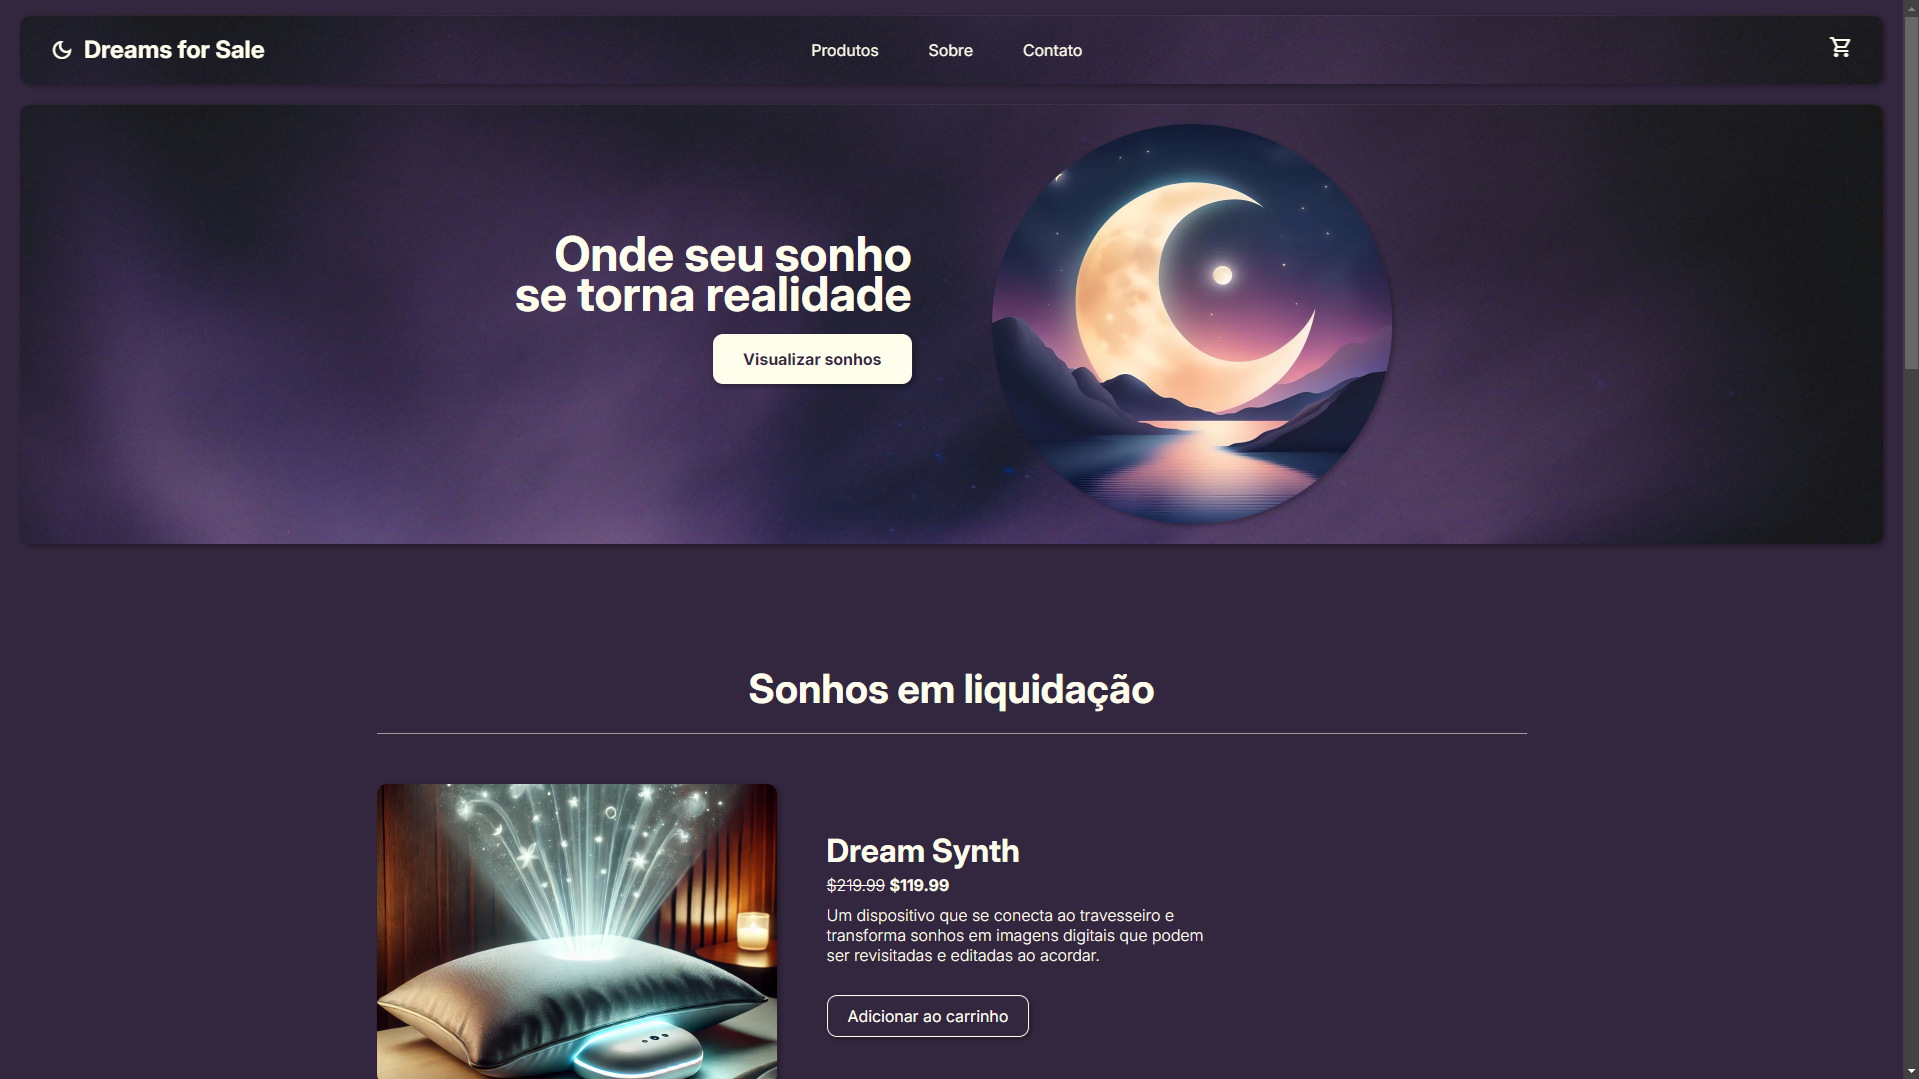 Dreams for Sale
Produtos
Sobre
Contato
Onde seu sonho
se torna realidade
Visualizar sonhos
Sonhos em liquidação
Dream Synth
$219.99 $119.99
Um dispositivo que se conecta ao travesseiro e
transforma sonhos em imagens digitais que podem
ser revisitadas e editadas ao acordar.
Adicionar ao carrinho